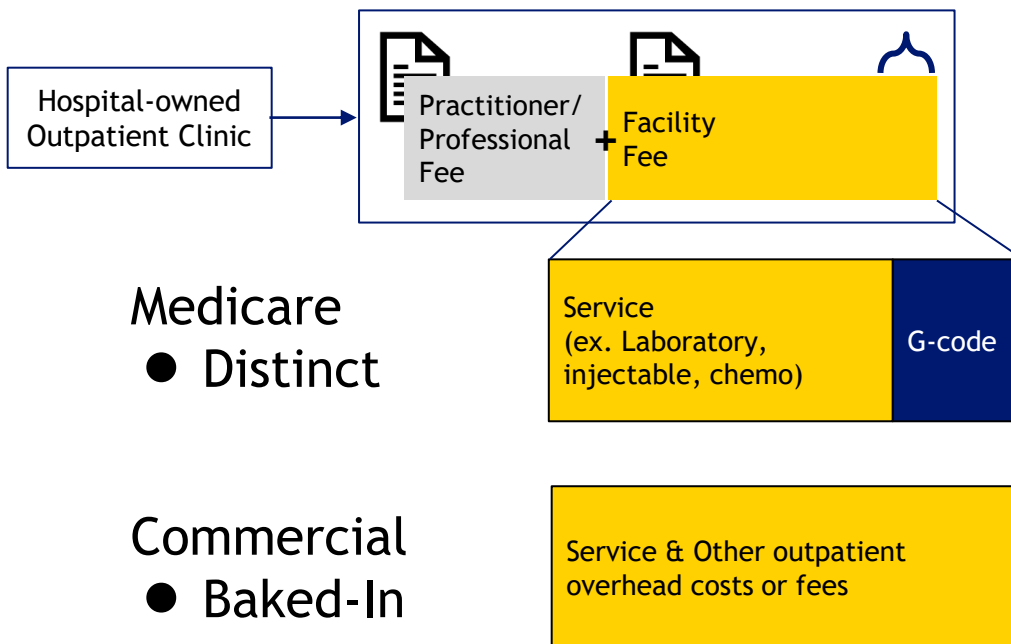 Hospital-owned
Outpatient Clinic
Practitioner/
Professional
Fee
+
Facility
Fee
Medicare
● Distinct
Service
(ex. Laboratory,
injectable, chemo)
G-code
Commercial
● Baked-In
Service & Other outpatient
overhead costs or fees